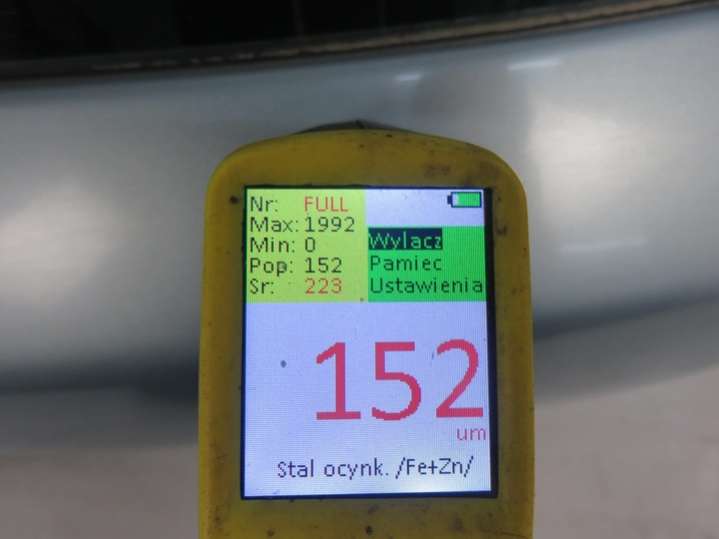 Nr: FULL
Max: 1992
Min: 0
Pop: 152
Sr: 223
Wylacz
Pamiec
Ustawienia
152
um
Stal ocynk. /Fe+Zn/